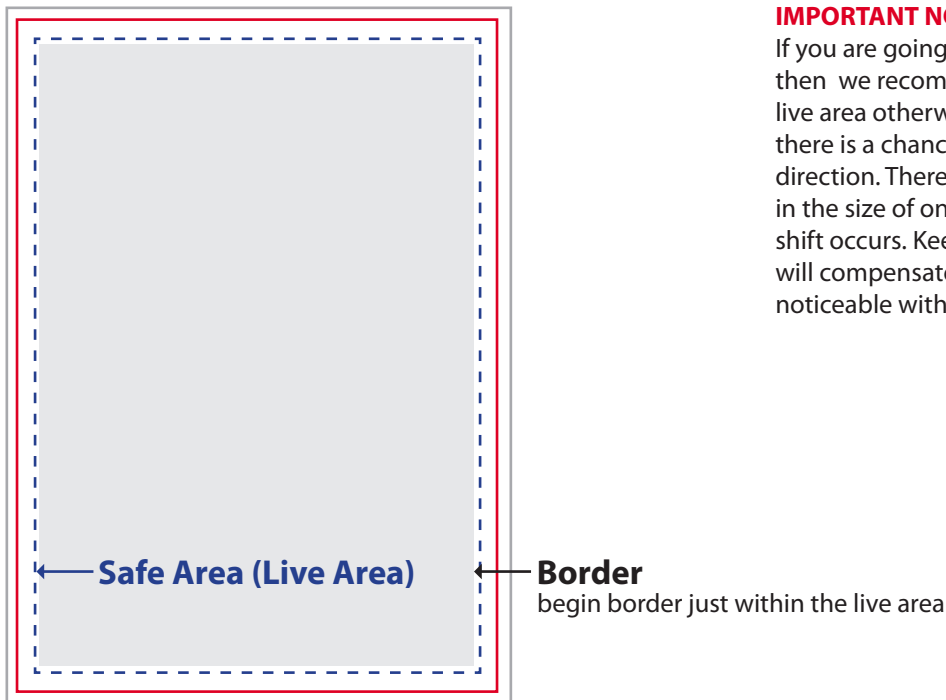 IMPORTANT
If you are going
then we recom
live area otherw
there is a chanc
direction. There
in the size of on
shift occurs. Kee
will compensate
noticeable with
Safe Area (Live Area)
Border
begin border just within the live area